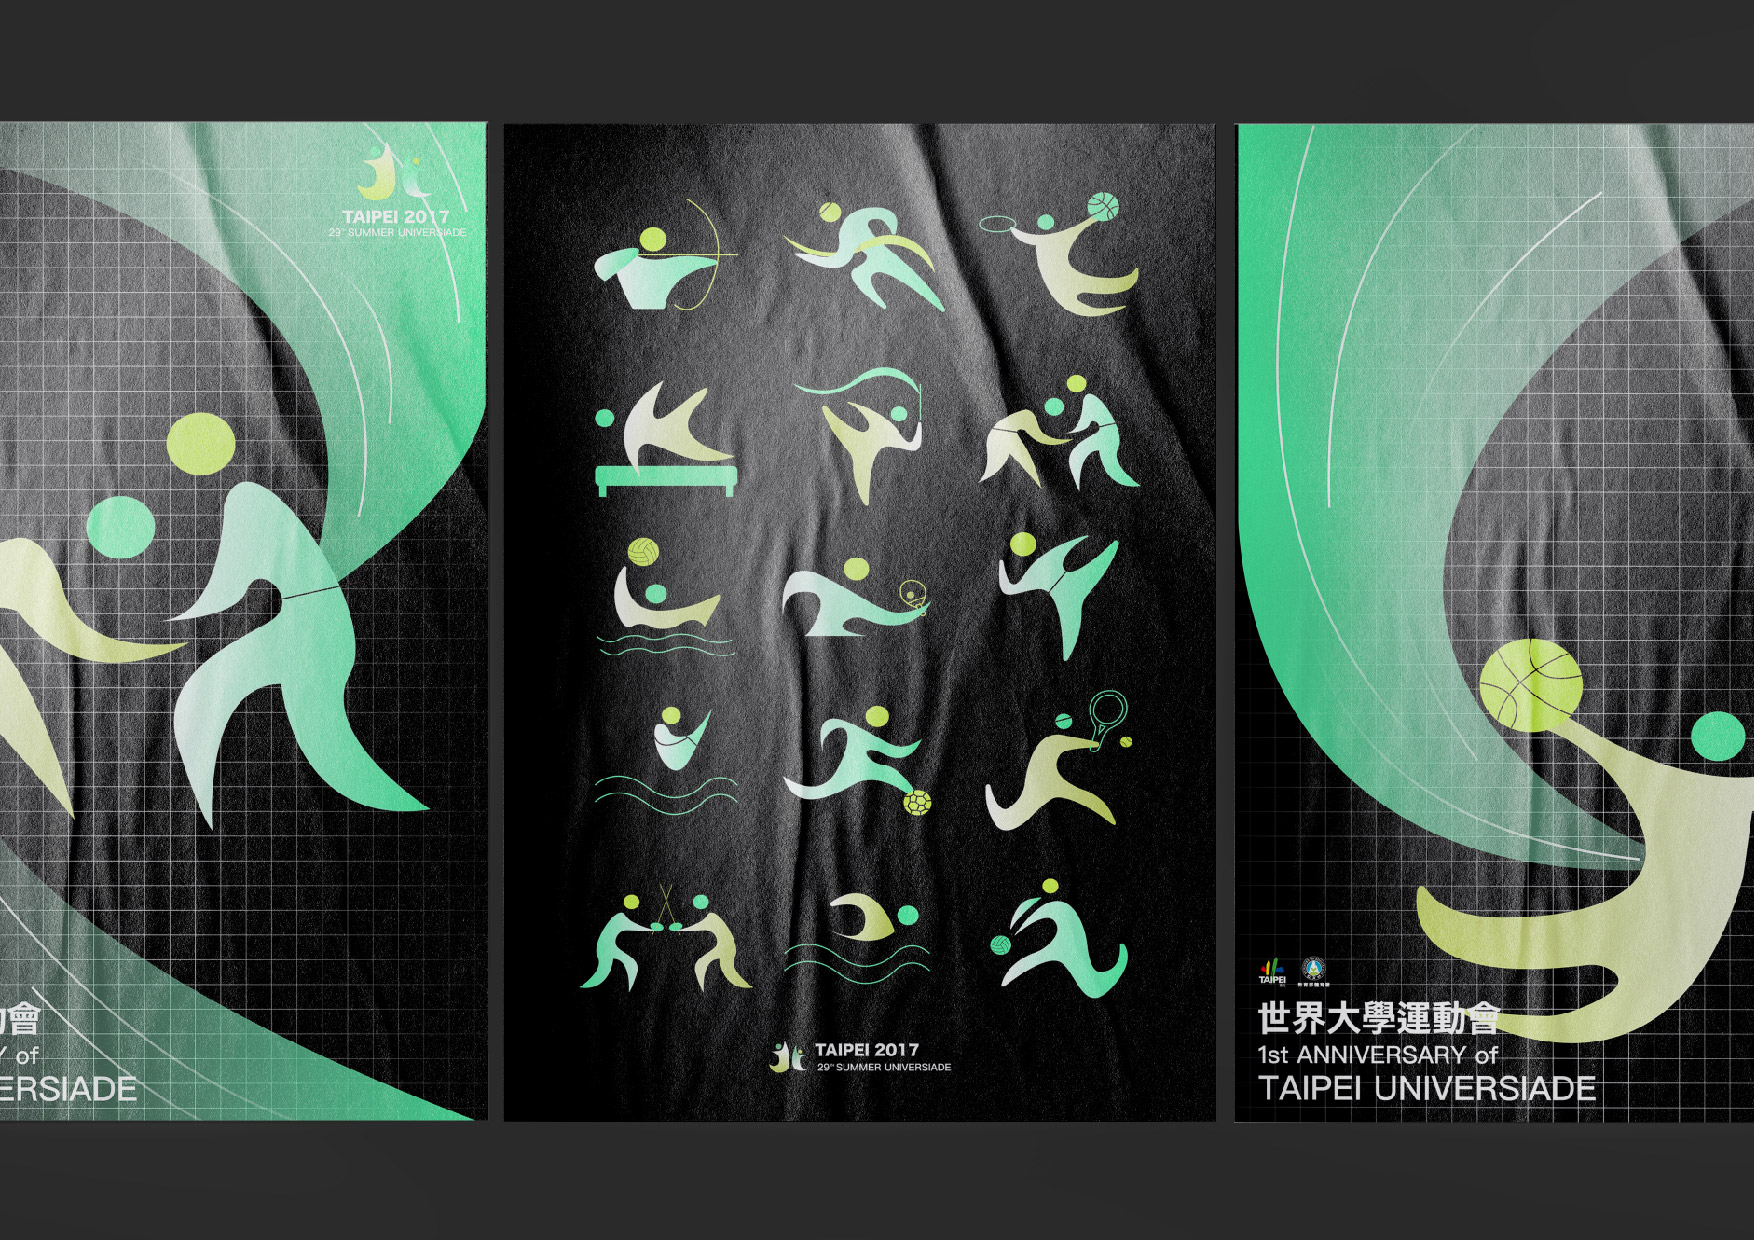 TAIPEI 2017
29th SUMMER UNIVERSIADE
動會
Y of
ERSIADE
TAIPEI 2017
29th SUMMER UNIVERSIADE
TAIPEI
世界大學運動會
1st ANNIVERSARY of
TAIPEI UNIVERSIADE